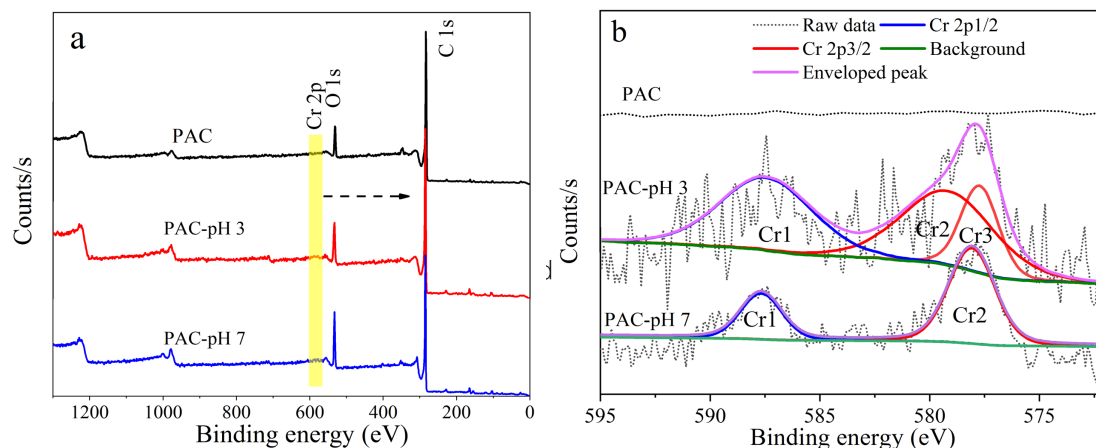 a
C 1s
O 1s
Cr 2p
PAC
PAC-pH 3
PAC-pH 7
Counts/s
1200 1000 800 600 400 200 0
Binding energy (eV)
b
Raw data
Cr 2p1/2
Cr 2p3/2
Background
Enveloped peak
PAC
PAC-pH 3
Cr1
Cr2
Cr3
PAC-pH 7
Cr1
Cr2
Counts/s
595 590 585 580 575
Binding energy (eV)